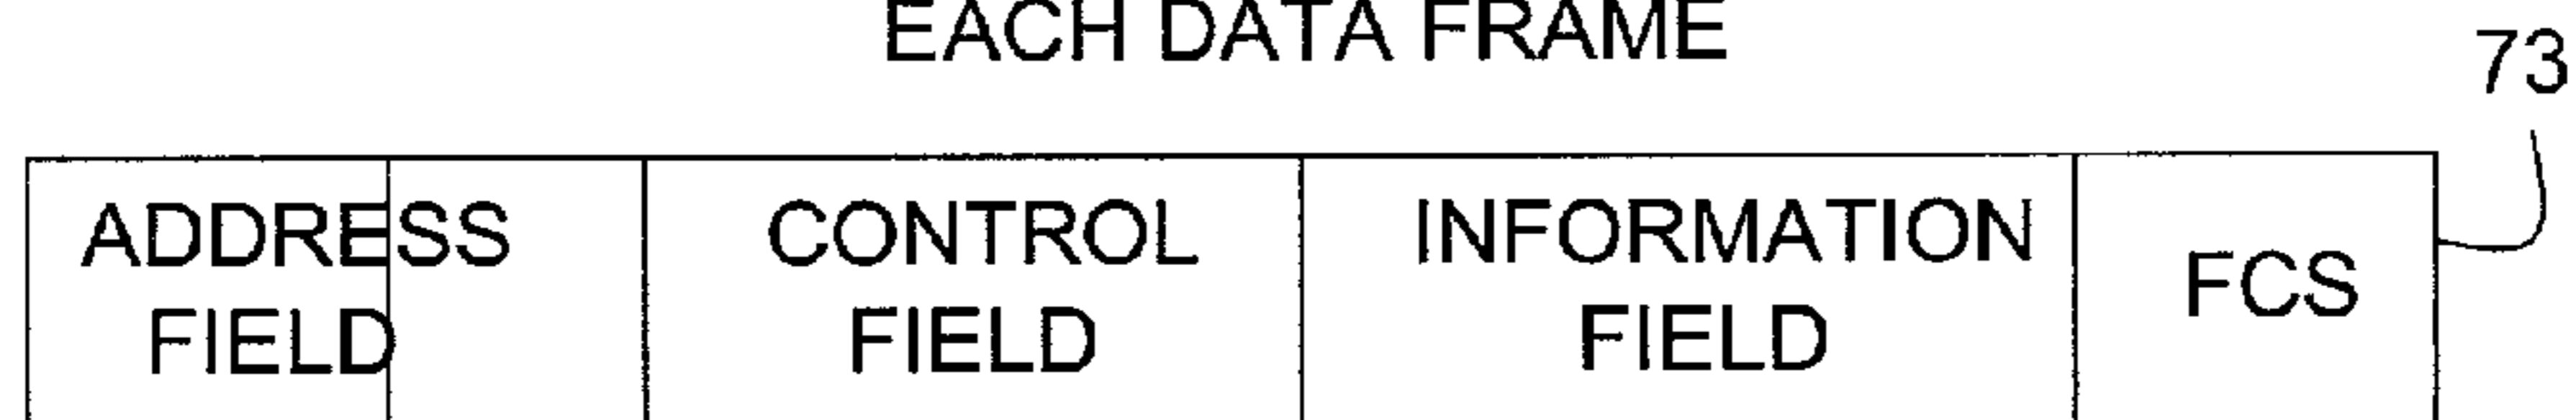 EACH DATA FRAME
73
ADDRESS FIELD
CONTROL FIELD
INFORMATION FIELD
FCS